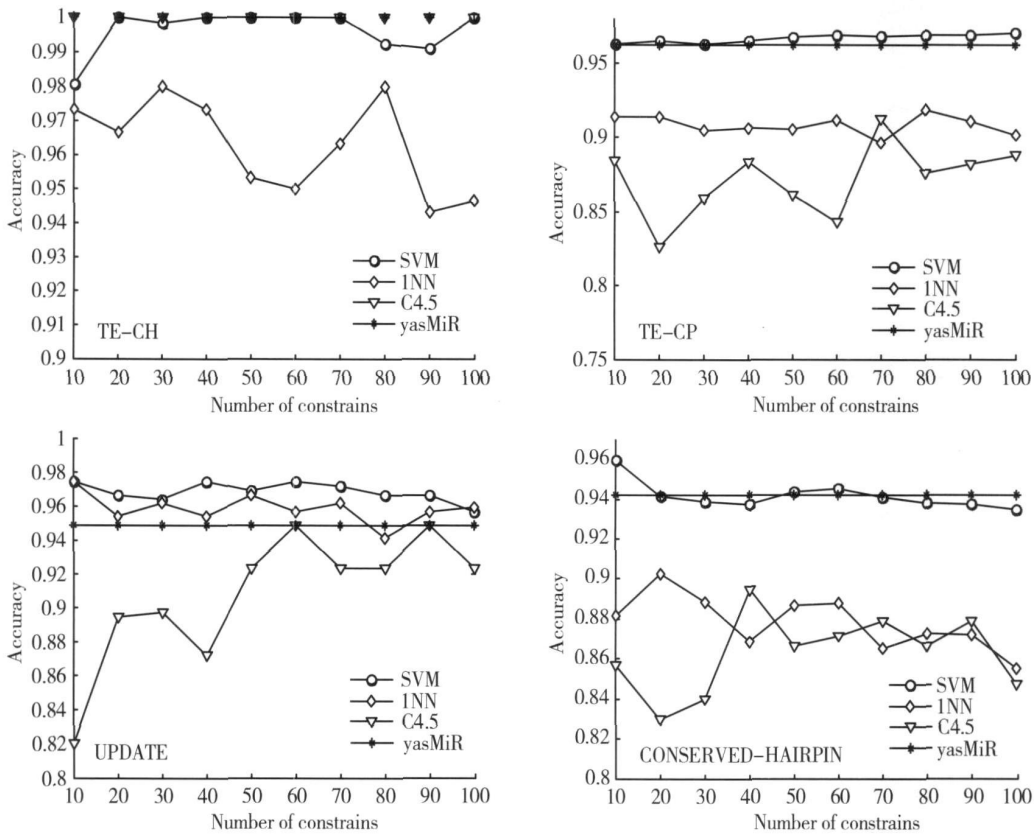 1
0.99
0.98
0.97
0.96
0.95
0.94
0.93
0.92
0.91
0.9
Accuracy
SVM
1NN
C4.5
yasMiR
TE-CH
10 20 30 40 50 60 70 80 90 100
Number of constrains
0.95
0.9
0.85
0.8
0.75
Accuracy
SVM
1NN
C4.5
yasMiR
TE-CP
10 20 30 40 50 60 70 80 90 100
Number of constrains
1
0.98
0.96
0.94
0.92
0.9
0.88
0.86
0.84
0.82
0.8
Accuracy
SVM
1NN
C4.5
yasMiR
UPDATE
10 20 30 40 50 60 70 80 90 100
Number of constrains
0.96
0.94
0.92
0.9
0.88
0.86
0.84
0.82
0.8
Accuracy
SVM
1NN
C4.5
yasMiR
CONSERVED-HAIRPIN
10 20 30 40 50 60 70 80 90 100
Number of constrains